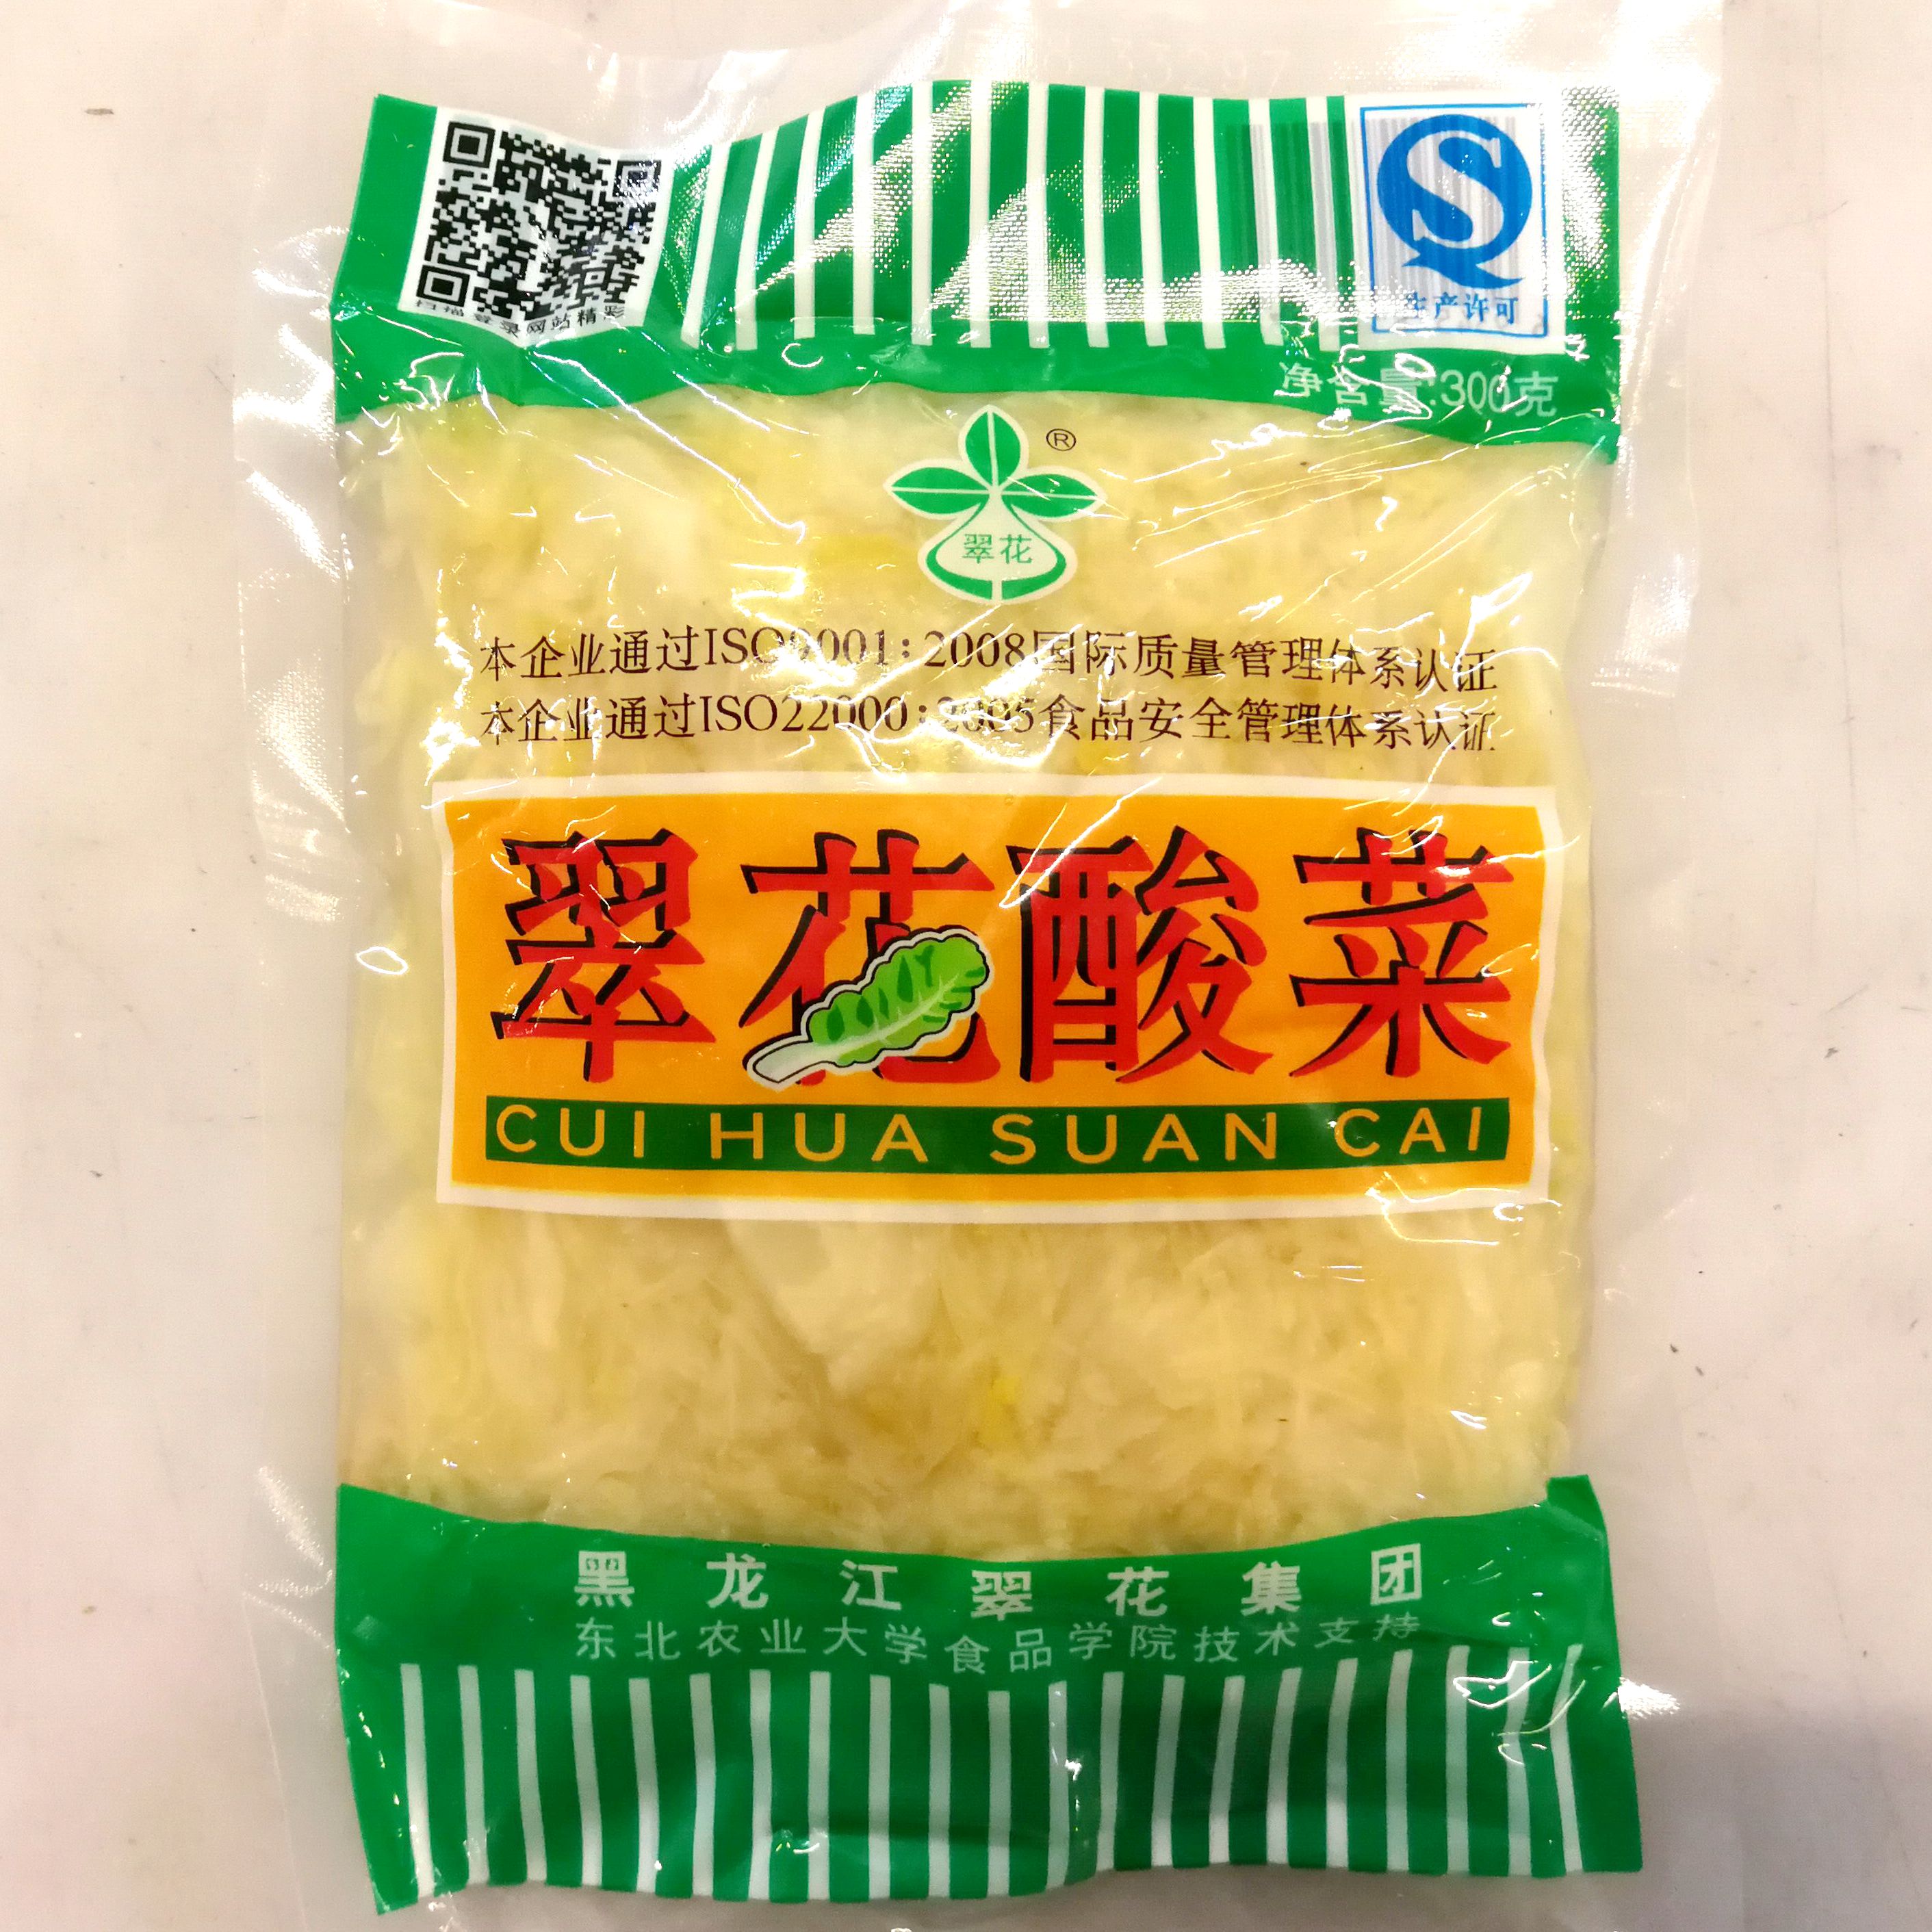 扫描登录网站精彩
生产许可
净含量:300克
®
翠花
本企业通过ISO9001:2008国际质量管理体系认证
本企业通过ISO22000:2005食品安全管理体系认证
翠花酸菜
CUI HUA SUAN CAI
黑龙江翠花集团
东北农业大学食品学院技术支持